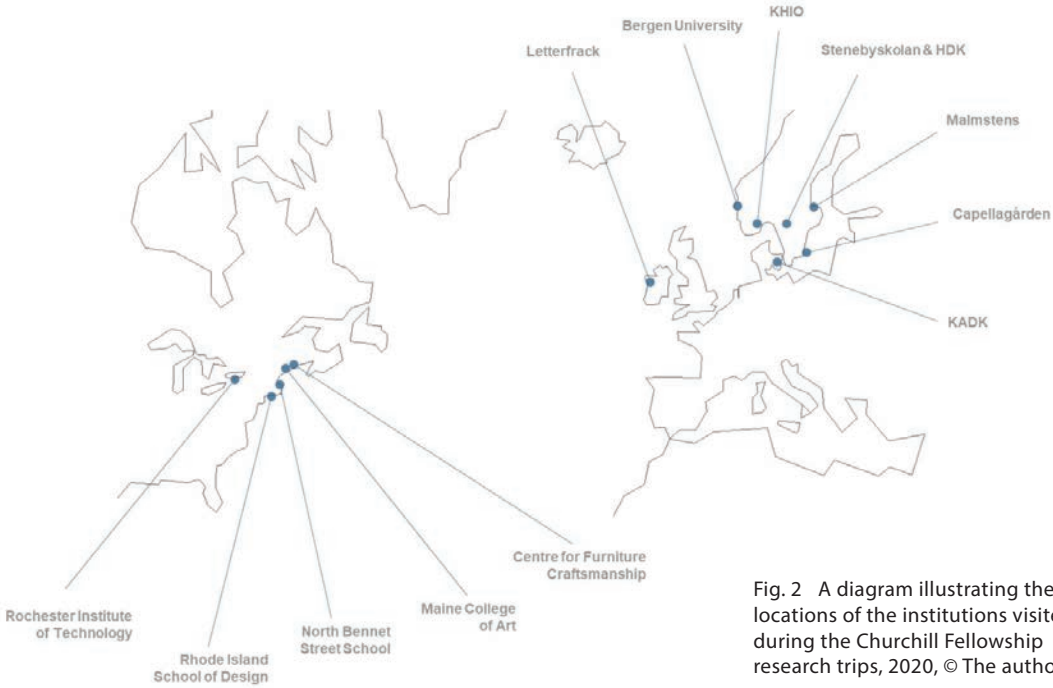 KHIO
Bergen University
Letterfrack
Stenebyskolan & HDK
Malmstens
Capellagården
KADK
Centre for Furniture
Craftsmanship
Maine College
of Art
Rochester Institute
of Technology
North Bennet
Street School
Rhode Island
School of Design
Fig. 2 A diagram illustrating the
locations of the institutions visite
during the Churchill Fellowship
research trips, 2020, © The autho